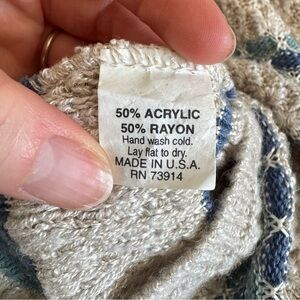 50% ACRYLIC
50% RAYON
Hand wash cold.
Lay flat to dry.
MADE IN U.S.A.
RN 73914